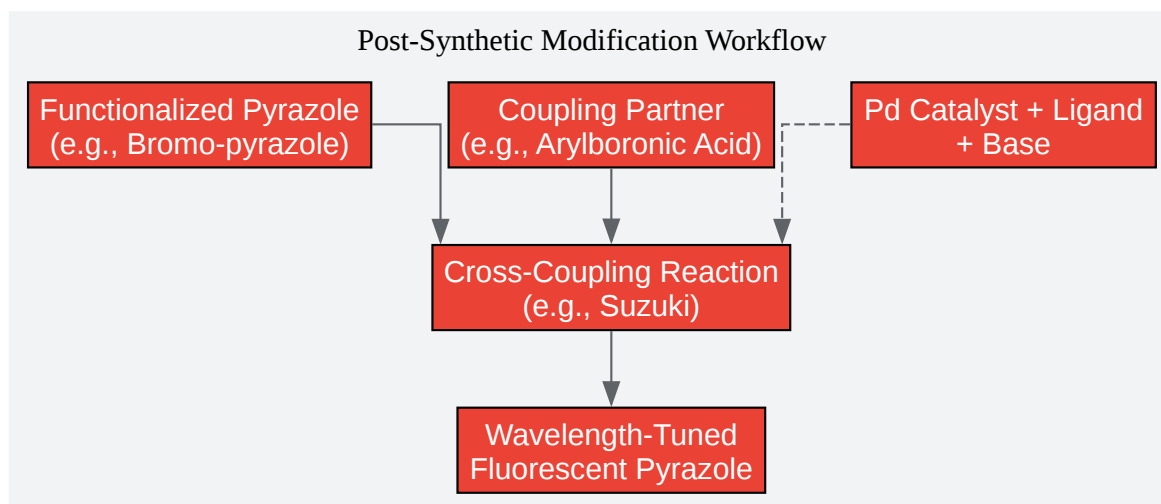 Post-Synthetic Modification Workflow
Functionalized Pyrazole
(e.g., Bromo-pyrazole)
Coupling Partner
(e.g., Arylboronic Acid)
Pd Catalyst + Ligand
+ Base
Cross-Coupling Reaction
(e.g., Suzuki)
Wavelength-Tuned
Fluorescent Pyrazole